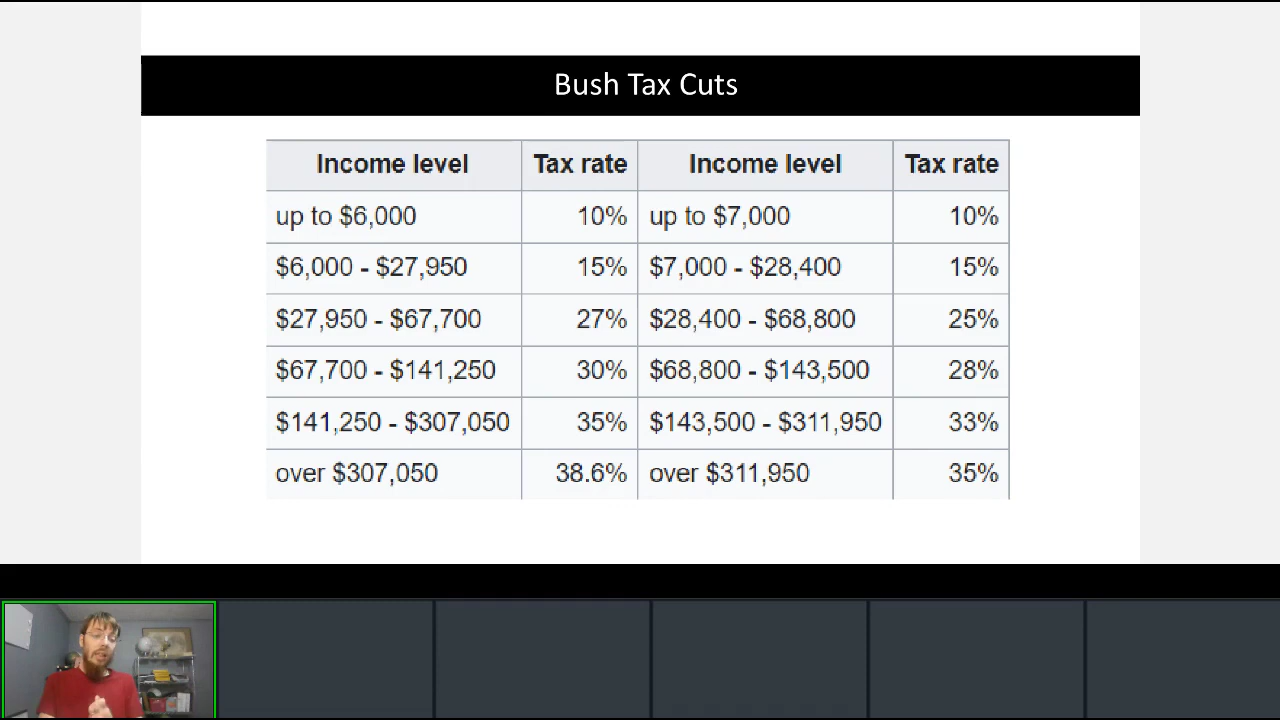 Bush Tax Cuts
Income level Tax rate Income level Tax rate
up to $6,000 10% up to $7,000 10%
$6,000 - $27,950 15% $7,000 - $28,400 15%
$27,950 - $67,700 27% $28,400 - $68,800 25%
$67,700 - $141,250 30% $68,800 - $143,500 28%
$141,250 - $307,050 35% $143,500 - $311,950 33%
over $307,050 38.6% over $311,950 35%